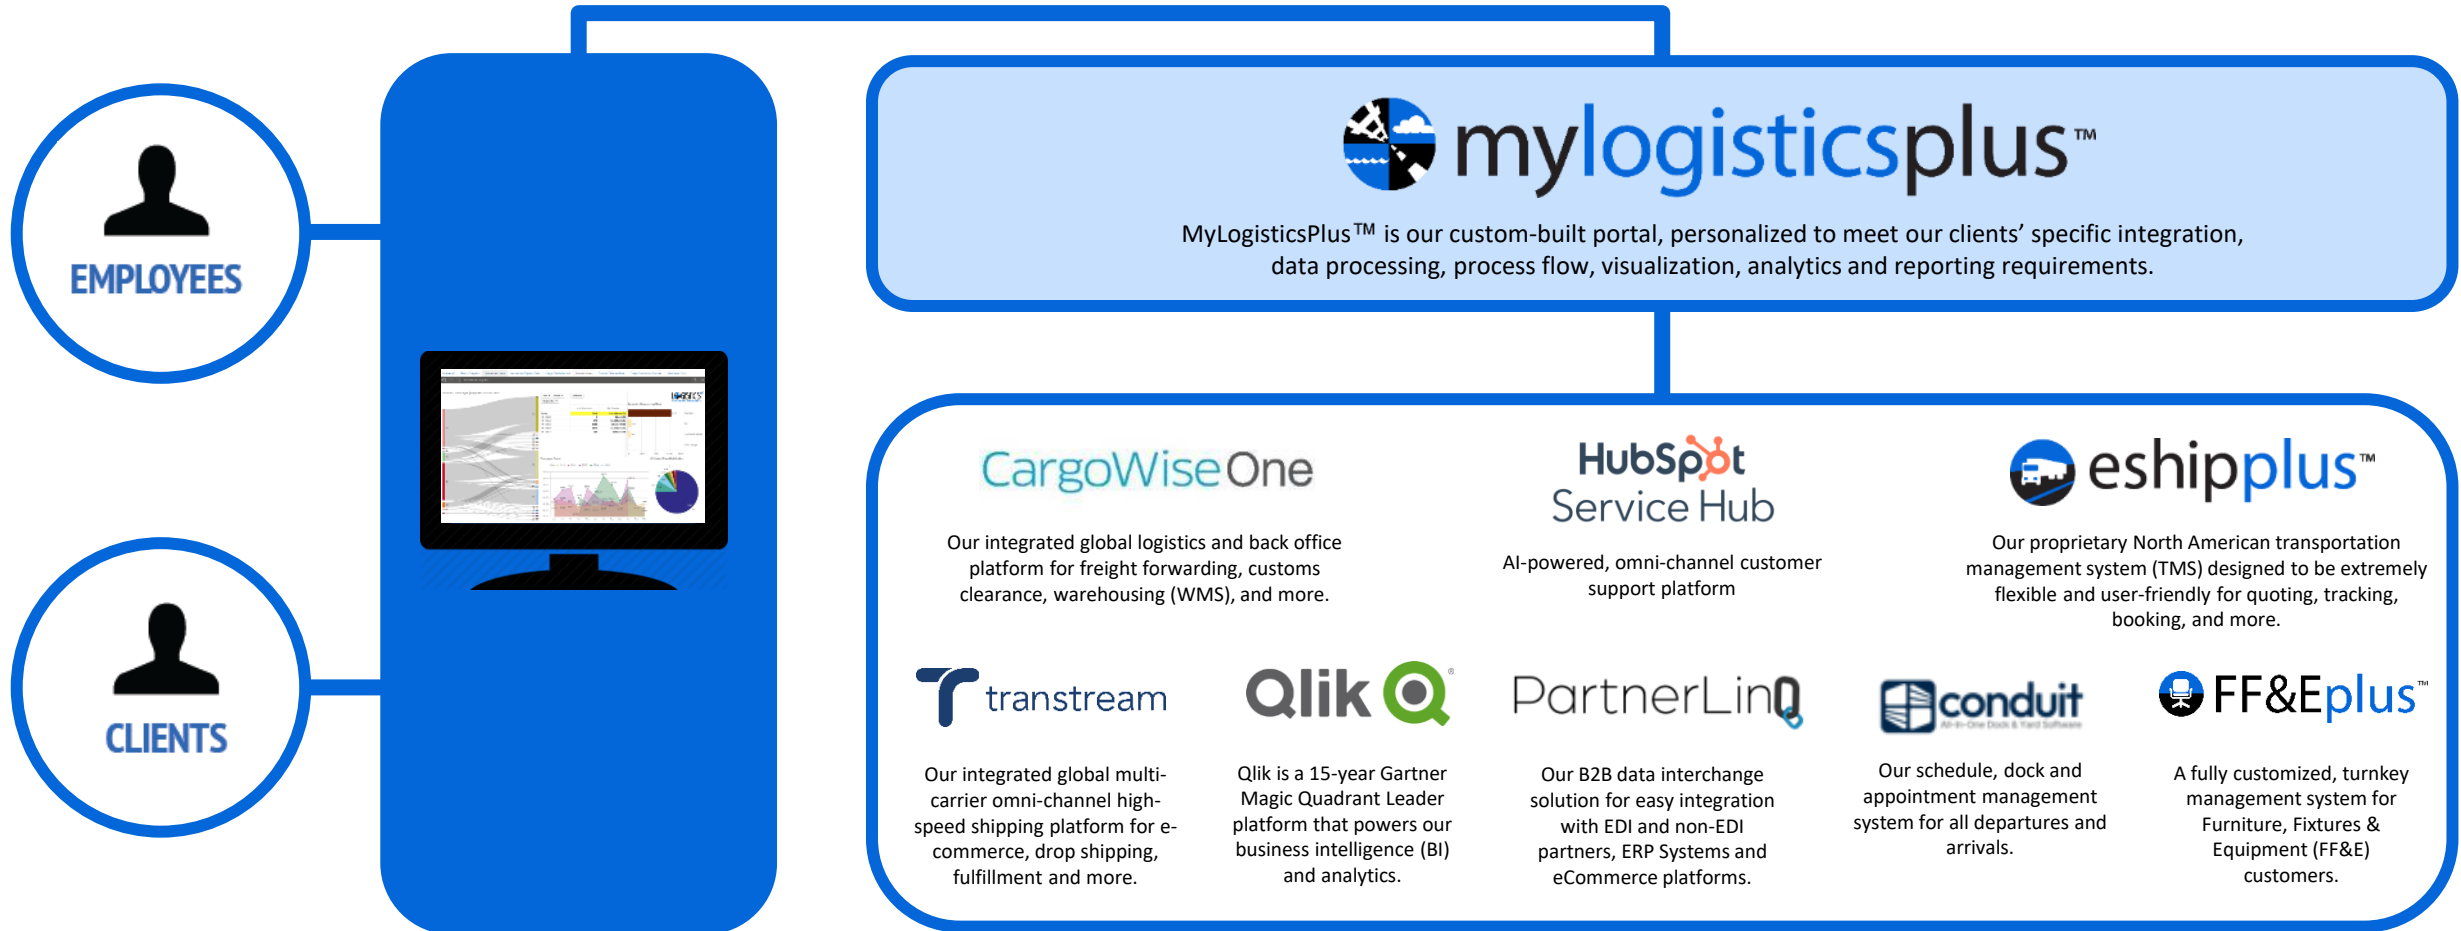 EMPLOYEES
CLIENTS
LOGISTICS
mylogisticsplus™
MyLogisticsPlus™ is our custom-built portal, personalized to meet our clients’ specific integration,
data processing, process flow, visualization, analytics and reporting requirements.
CargoWiseOne
Our integrated global logistics and back office
platform for freight forwarding, customs
clearance, warehousing (WMS), and more.
HubSpot
Service Hub
AI-powered, omni-channel customer
support platform
eshipplus™
Our proprietary North American transportation
management system (TMS) designed to be extremely
flexible and user-friendly for quoting, tracking,
booking, and more.
transtream
Our integrated global multi-
carrier omni-channel high-
speed shipping platform for e-
commerce, drop shipping,
fulfillment and more.
Qlik ®
Qlik is a 15-year Gartner
Magic Quadrant Leader
platform that powers our
business intelligence (BI)
and analytics.
PartnerLinQ
Our B2B data interchange
solution for easy integration
with EDI and non-EDI
partners, ERP Systems and
eCommerce platforms.
conduit
All-In-One Dock & Yard Software
Our schedule, dock and
appointment management
system for all departures and
arrivals.
FF&Eplus™
A fully customized, turnkey
management system for
Furniture, Fixtures &
Equipment (FF&E)
customers.